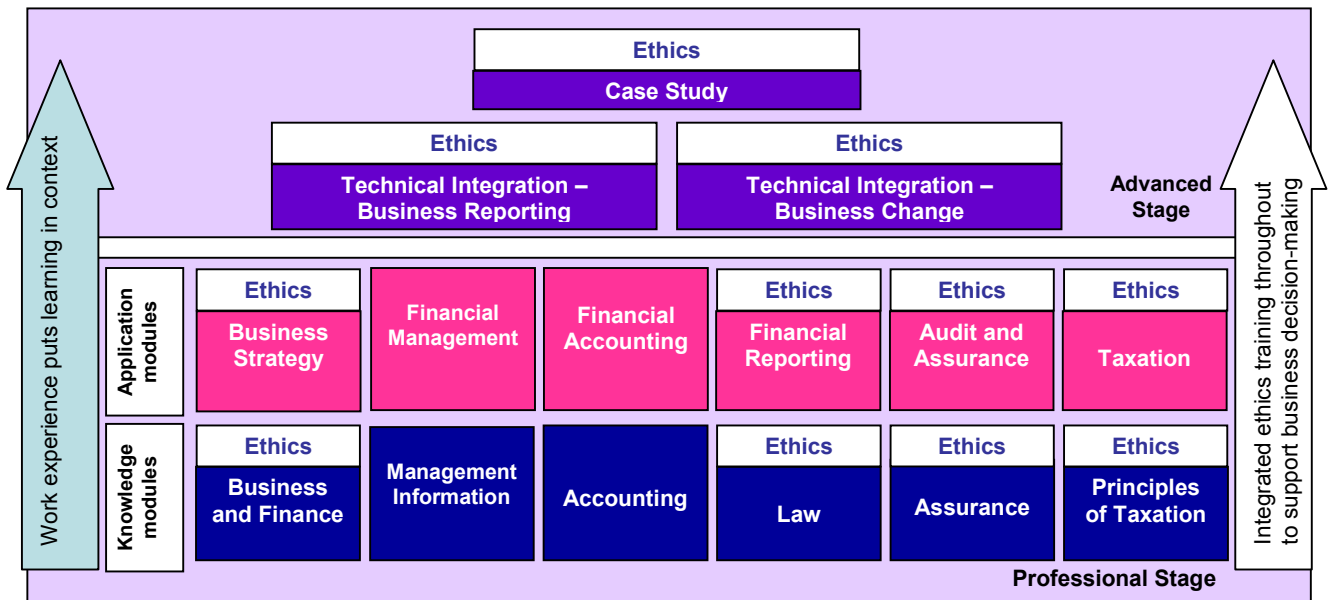 Ethics
Case Study
Ethics
Technical Integration –
Business Reporting
Ethics
Technical Integration –
Business Change
Advanced
Stage
Work experience puts learning in context
Integrated ethics training throughout
to support business decision-making
Application
modules
Ethics
Business
Strategy
Financial
Management
Financial
Accounting
Ethics
Financial
Reporting
Ethics
Audit and
Assurance
Ethics
Taxation
Knowledge
modules
Ethics
Business
and Finance
Management
Information
Accounting
Ethics
Law
Ethics
Assurance
Ethics
Principles
of Taxation
Professional Stage